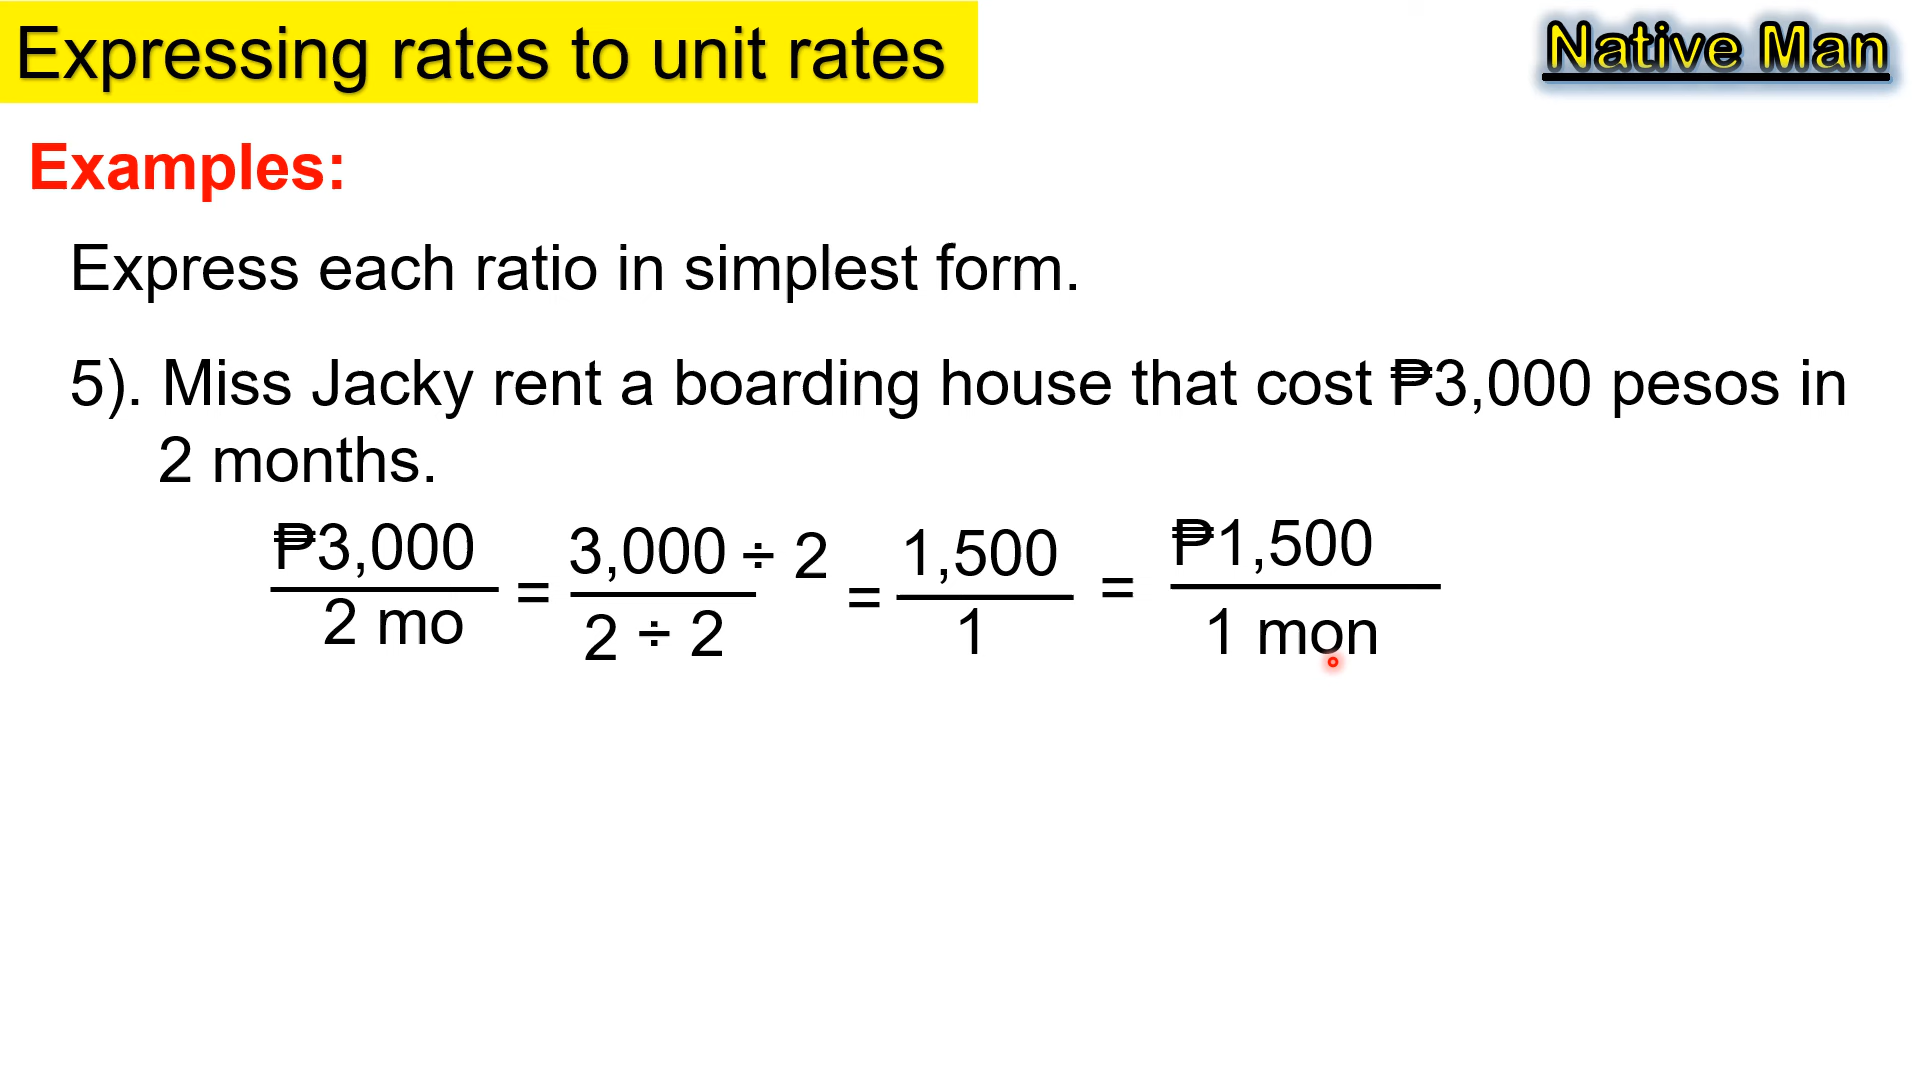 Expressing rates to unit rates
Native Man
Examples:
Express each ratio in simplest form.
5). Miss Jacky rent a boarding house that cost ₱3,000 pesos in
2 months.
₱3,000 = 3,000 ÷ 2 = 1,500 = ₱1,500
2 mo 2 ÷ 2 1 1 mon